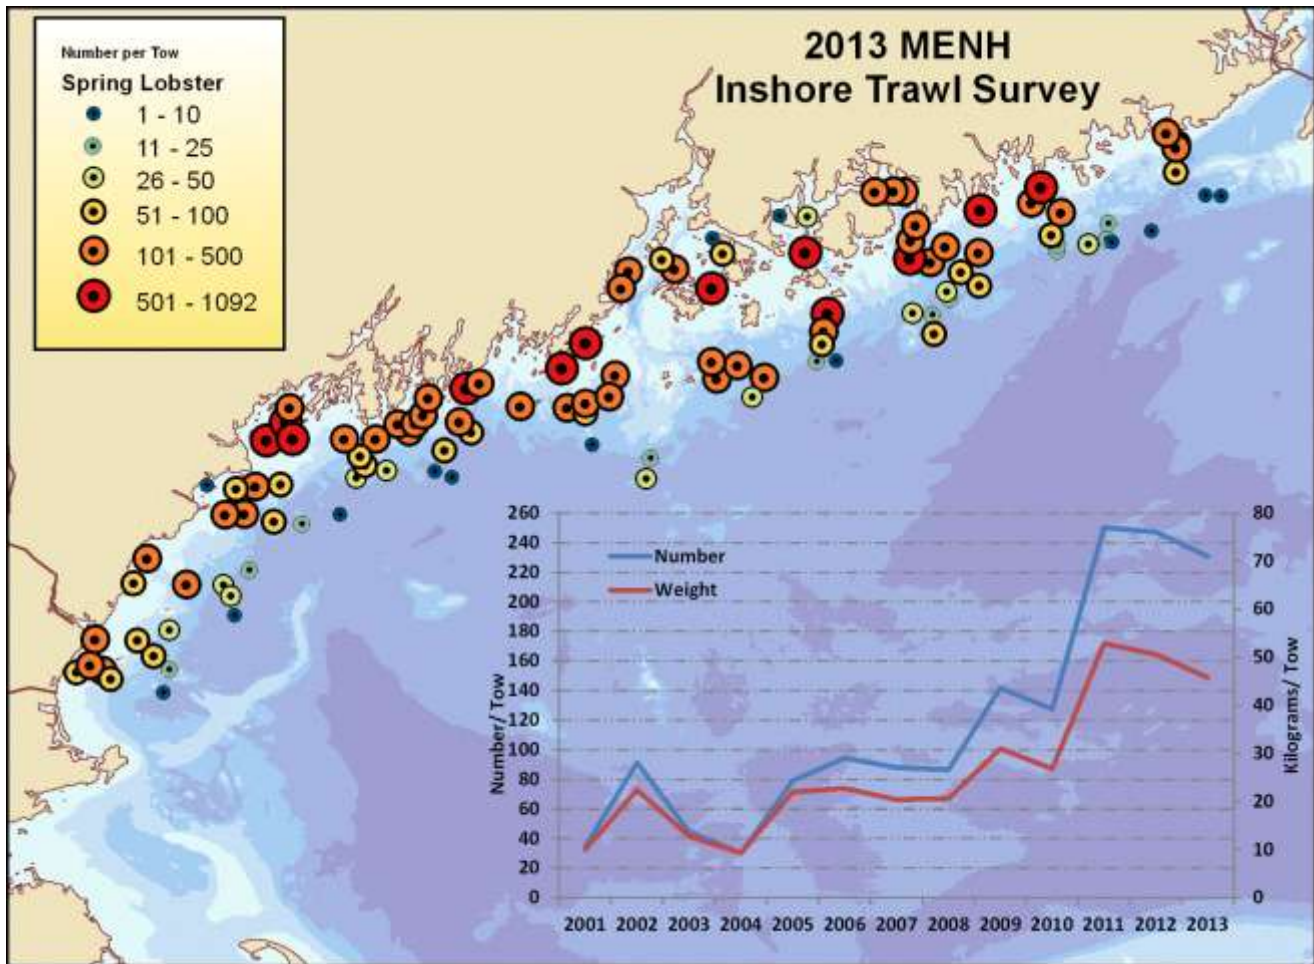 2013 MENH
Inshore Trawl Survey
Number per Tow
Spring Lobster
1 - 10
11 - 25
26 - 50
51 - 100
101 - 500
501 - 1092
Number
Weight
Number/ Tow
260
240
220
200
180
160
140
120
100
80
60
40
20
0
80
70
60
50
40
30
20
10
0
Kilograms/ Tow
2001 2002 2003 2004 2005 2006 2007 2008 2009 2010 2011 2012 2013